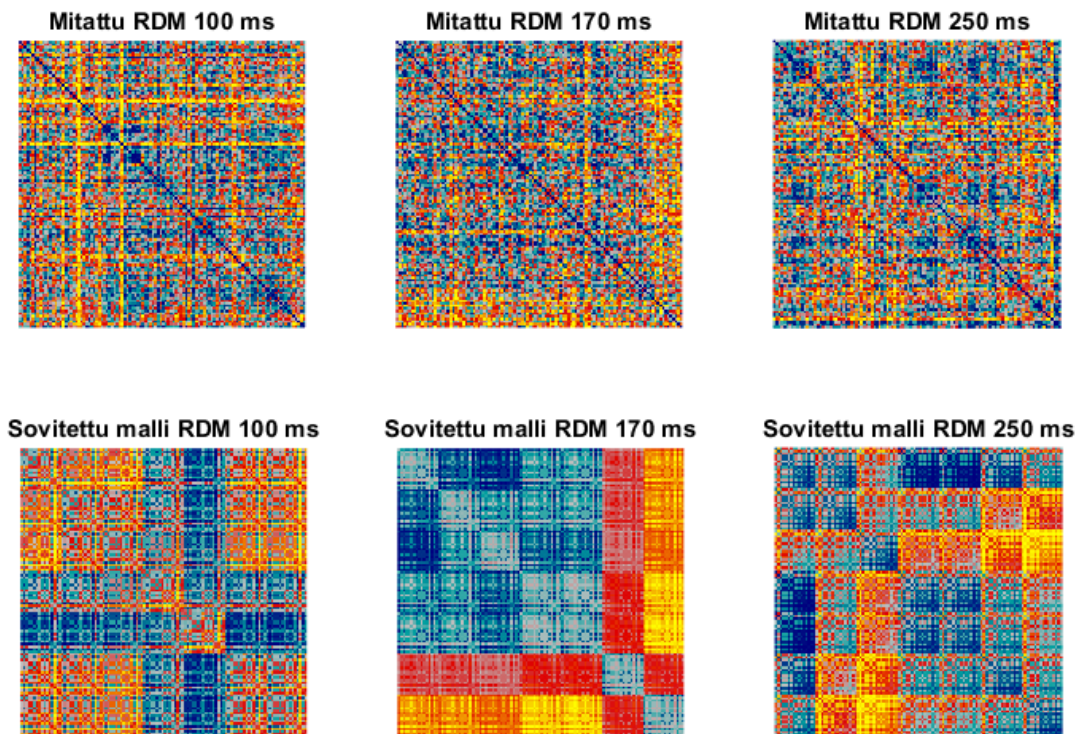 Mitattu RDM 100 ms
Mitattu RDM 170 ms
Mitattu RDM 250 ms
Sovitettu malli RDM 100 ms
Sovitettu malli RDM 170 ms
Sovitettu malli RDM 250 ms